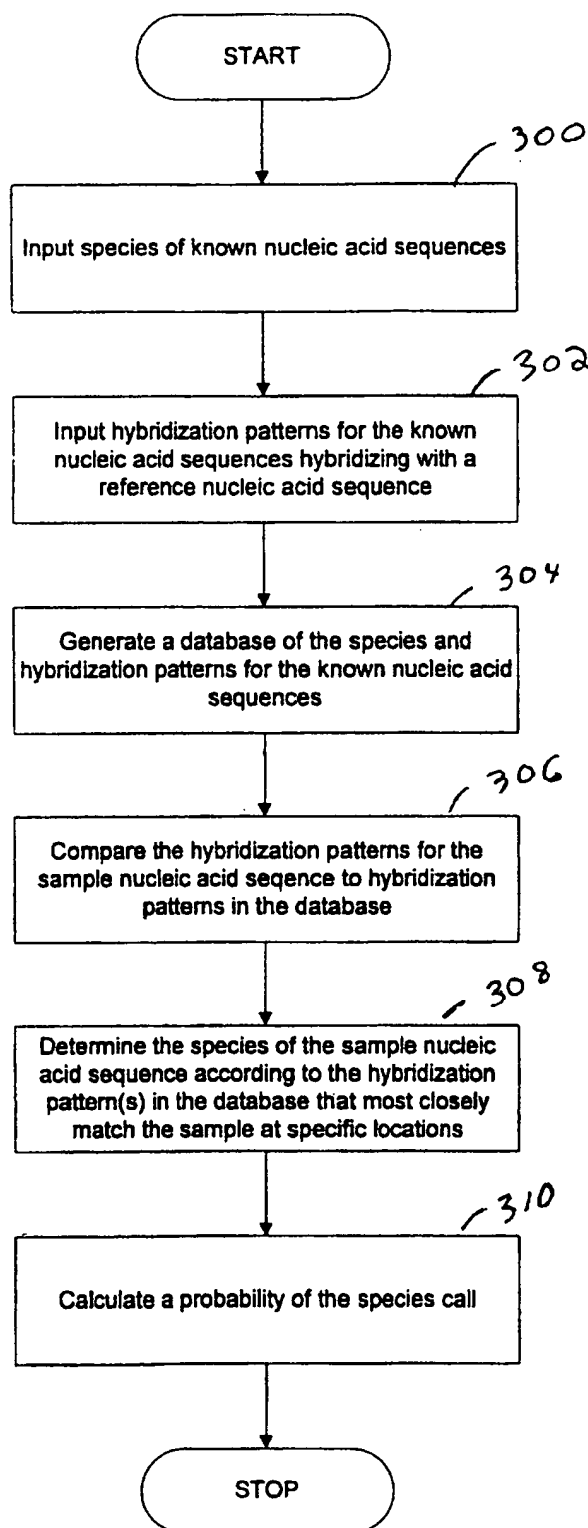 START
300
Input species of known nucleic acid sequences
302
Input hybridization patterns for the known
nucleic acid sequences hybridizing with a
reference nucleic acid sequence
304
Generate a database of the species and
hybridization patterns for the known nucleic acid
sequences
306
Compare the hybridization patterns for the
sample nucleic acid seqence to hybridization
patterns in the database
308
Determine the species of the sample nucleic
acid sequence according to the hybridization
pattern(s) in the database that most closely
match the sample at specific locations
310
Calculate a probability of the species call
STOP